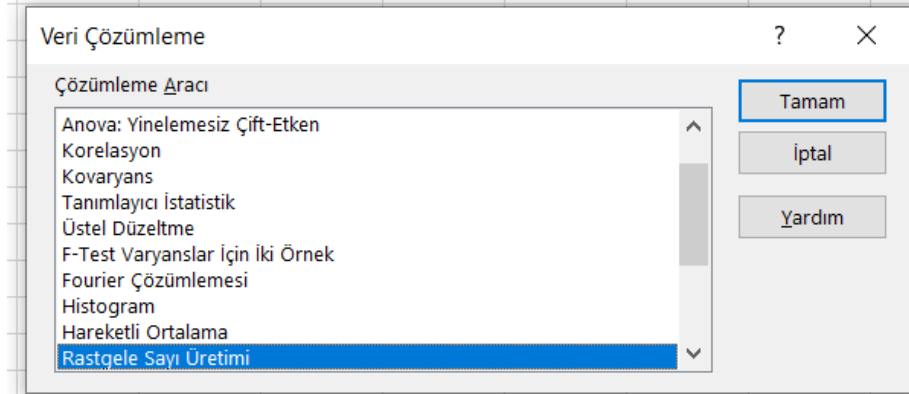 Veri Çözümleme
Çözümleme Aracı
Anova: Yinelemesiz Çift-Etken
Korelasyon
Kovaryans
Tanımlayıcı İstatistik
Üstel Düzeltme
F-Test Varyanslar İçin İki Örnek
Fourier Çözümlemesi
Histogram
Hareketli Ortalama
Rastgele Sayı Üretimi
Tamam
İptal
Yardım